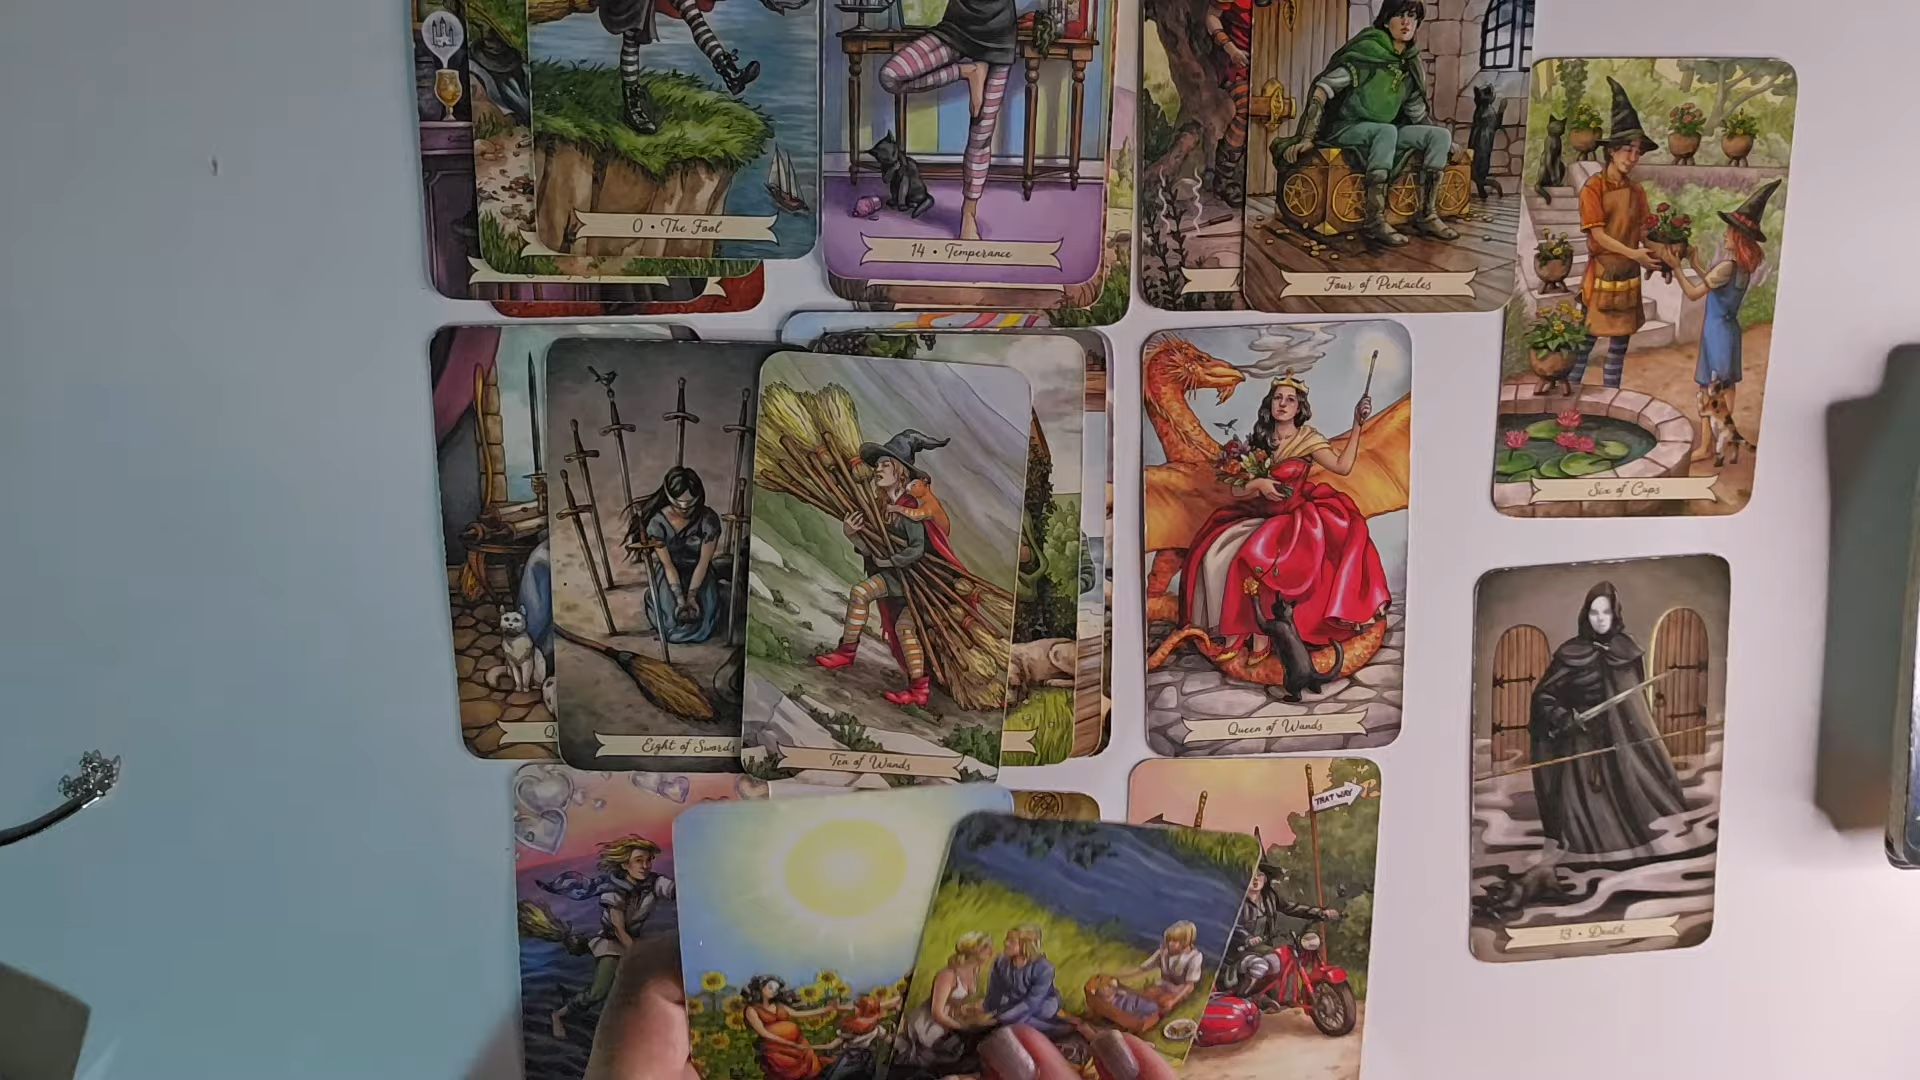 0 • The Fool
14 • Temperance
Four of Pentacles
Six of Cups
Eight of Swords
Ten of Wands
Queen of Wands
THAT WAY
13 • Death